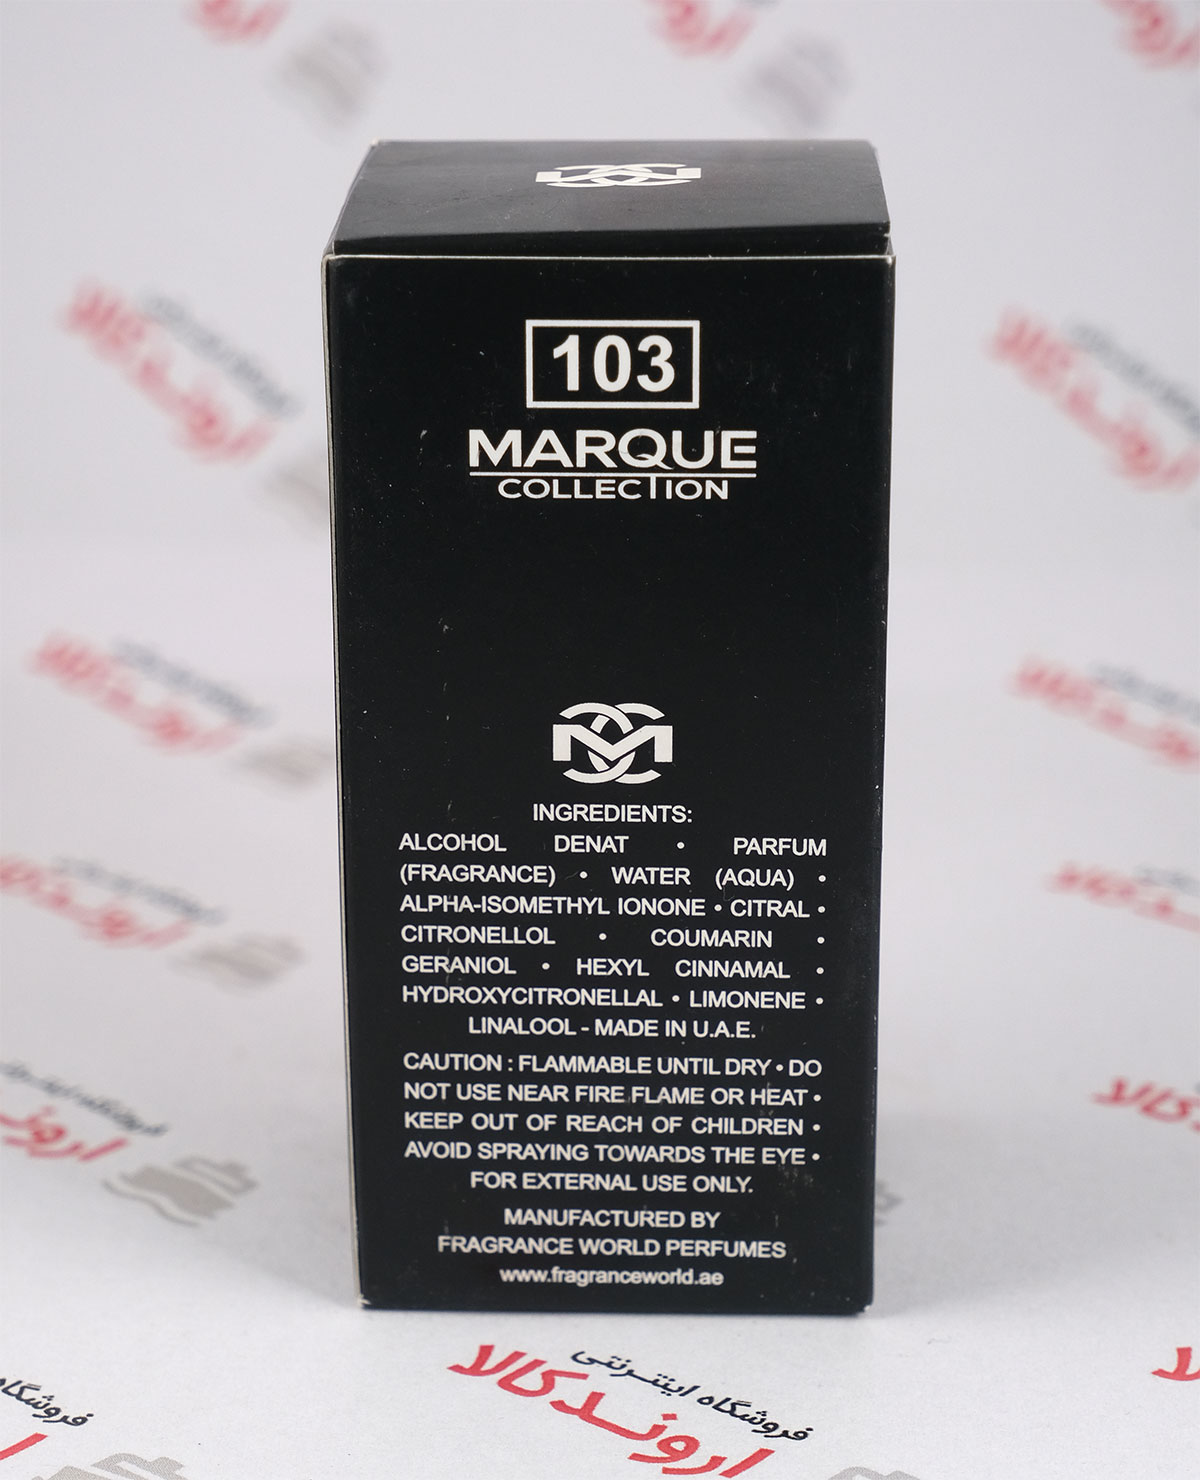 103
MARQUE
COLLECTION
INGREDIENTS:
ALCOHOL DENAT • PARFUM
(FRAGRANCE) • WATER (AQUA) •
ALPHA-ISOMETHYL IONONE • CITRAL •
CITRONELLOL • COUMARIN •
GERANIOL • HEXYL CINNAMAL •
HYDROXYCITRONELLAL • LIMONENE •
LINALOOL - MADE IN U.A.E.
CAUTION : FLAMMABLE UNTIL DRY • DO
NOT USE NEAR FIRE FLAME OR HEAT •
KEEP OUT OF REACH OF CHILDREN •
AVOID SPRAYING TOWARDS THE EYE •
FOR EXTERNAL USE ONLY.
MANUFACTURED BY
FRAGRANCE WORLD PERFUMES
www.fragranceworld.ae
فروشگاه اینترنتی
اروندکالا